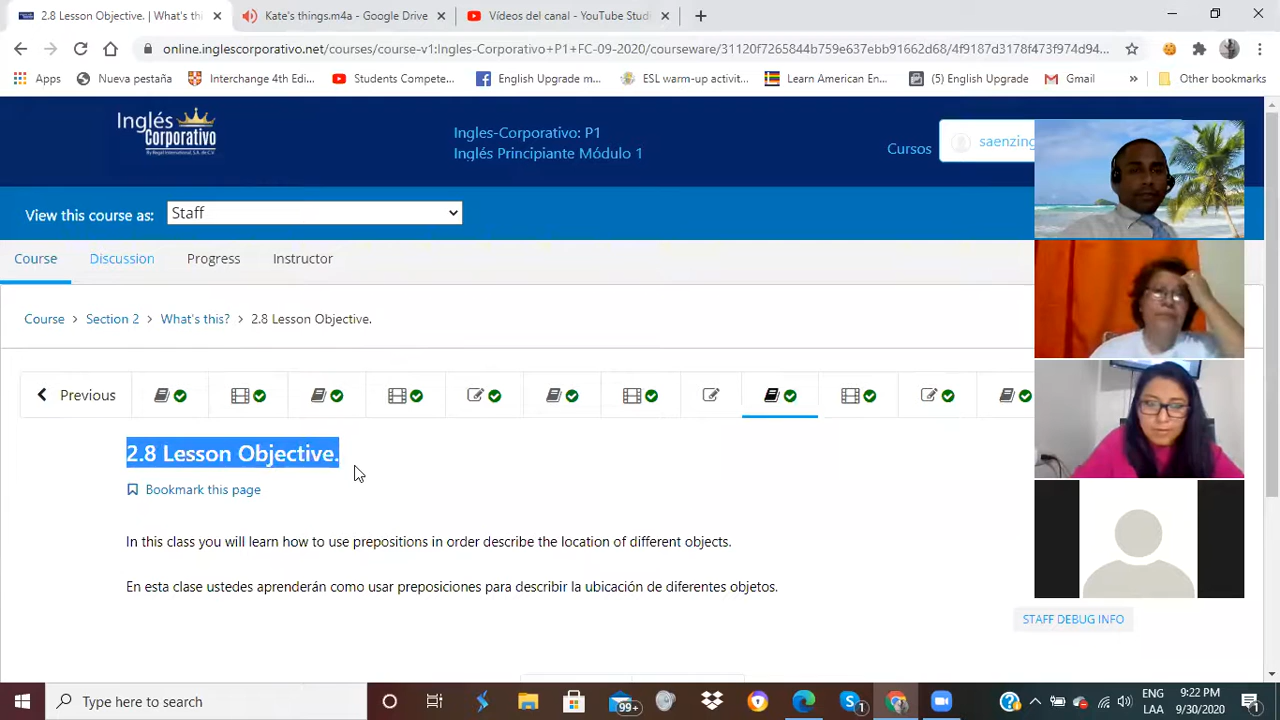 2.8 Lesson Objective. | What's thi
Kate's things.m4a - Google Drive
Vídeos del canal - YouTube Stud
online.inglescorporativo.net/courses/course-v1:Ingles-Corporativo+P1+FC-09-2020/courseware/31120f7265844b759e637ebb91662d68/4f9187d3178f473f974d94...
Apps
Nueva pestaña
Interchange 4th Edi...
Students Compete...
English Upgrade m...
ESL warm-up activit...
Learn American En...
(5) English Upgrade
Gmail
»
Other bookmarks
Inglés
Corporativo
By Regal International, S.A. de C.V.
Ingles-Corporativo: P1
Inglés Principiante Módulo 1
Cursos
saenzing
View this course as:
Staff
Course
Discussion
Progress
Instructor
Course > Section 2 > What's this? > 2.8 Lesson Objective.
Previous
2.8 Lesson Objective.
Bookmark this page
In this class you will learn how to use prepositions in order describe the location of different objects.
En esta clase ustedes aprenderán como usar preposiciones para describir la ubicación de diferentes objetos.
STAFF DEBUG INFO
Type here to search
99+
1
ENG
LAA
9:22 PM
9/30/2020
1